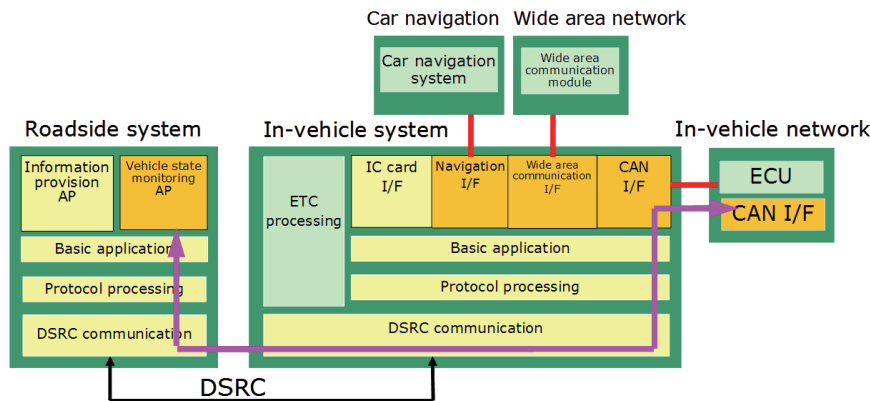 Car navigation
Wide area network
Car navigation
system
Wide area
communication
module
Roadside system
In-vehicle system
In-vehicle network
Information
provision
AP
Vehicle state
monitoring
AP
ETC
processing
IC card
I/F
Navigation
I/F
Wide area
communication
I/F
CAN
I/F
ECU
CAN I/F
Basic application
Basic application
Protocol processing
Protocol processing
DSRC communication
DSRC communication
DSRC